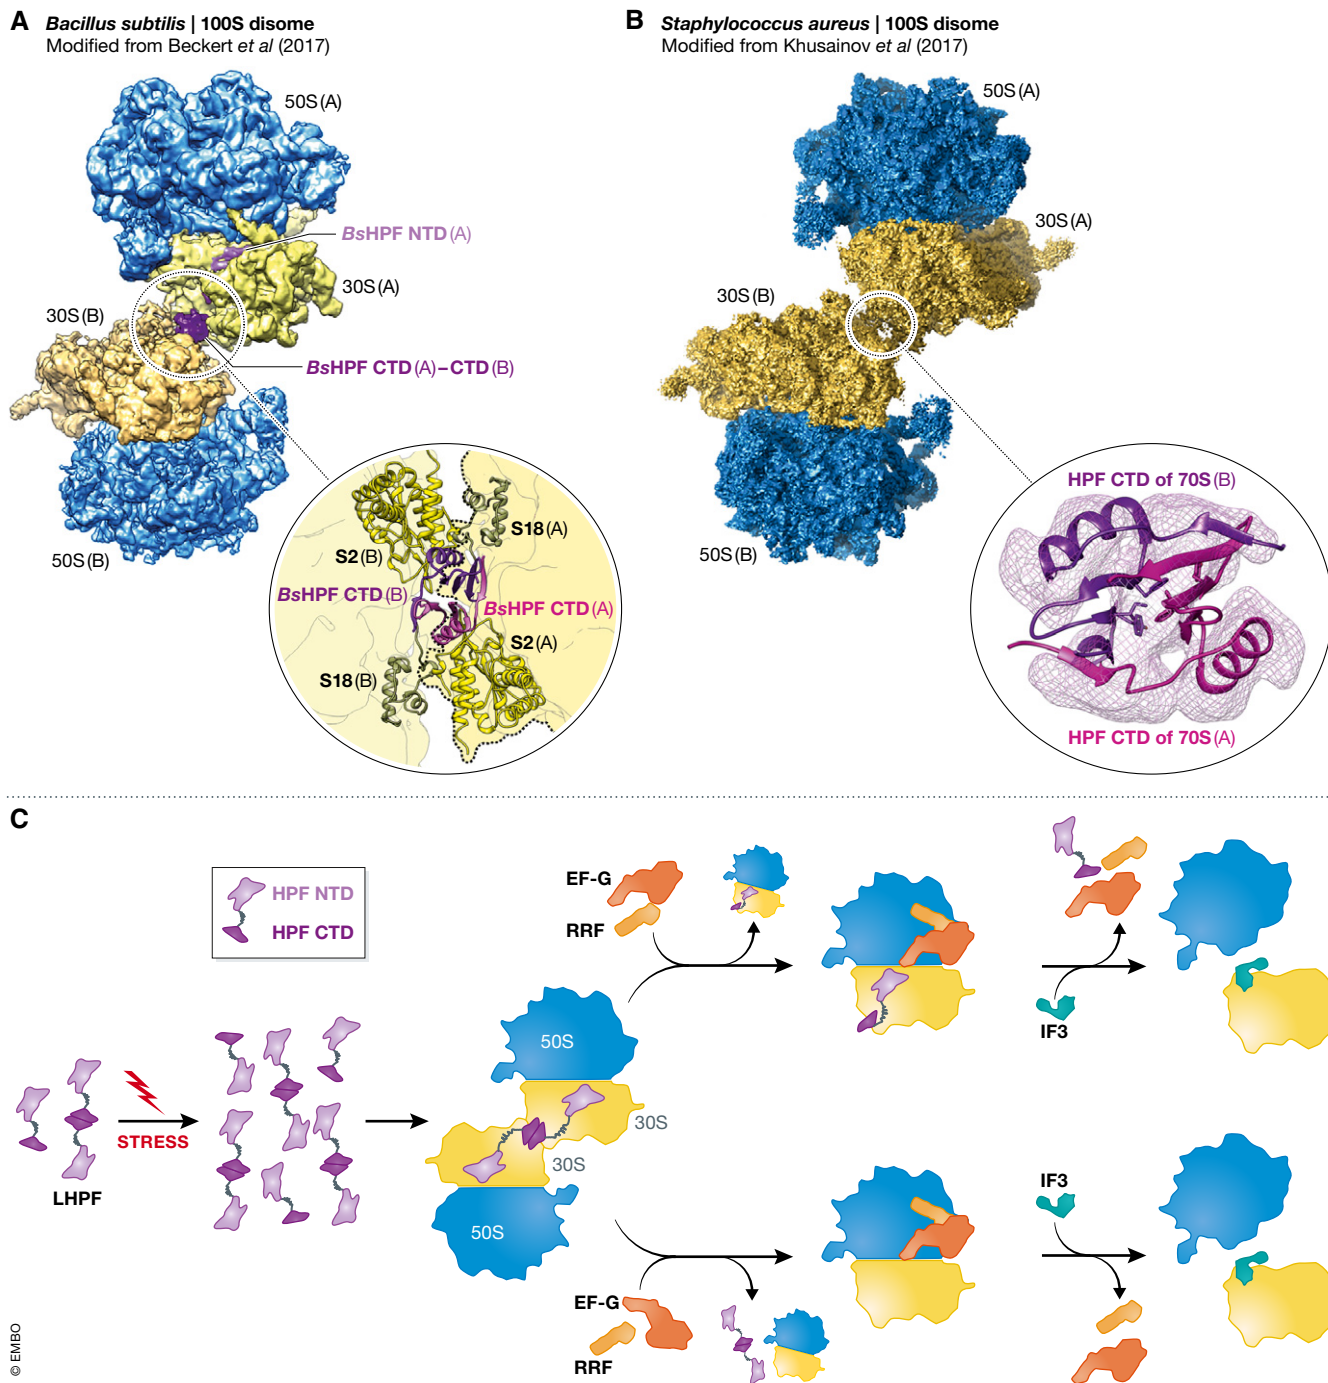 A
Bacillus subtilis | 100S disome
Modified from Beckert et al (2017)
50S (A)
BsHPF NTD (A)
30S (A)
30S (B)
BsHPF CTD (A)–CTD (B)
50S (B)
S18 (A)
S2 (B)
BsHPF CTD (B)
BsHPF CTD (A)
S2 (A)
S18 (B)
B
Staphylococcus aureus | 100S disome
Modified from Khusainov et al (2017)
50S (A)
30S (A)
30S (B)
50S (B)
HPF CTD of 70S (B)
HPF CTD of 70S (A)
C
HPF NTD
HPF CTD
LHPF
STRESS
50S
30S
30S
50S
EF-G
RRF
IF3
EF-G
RRF
IF3
© EMBO